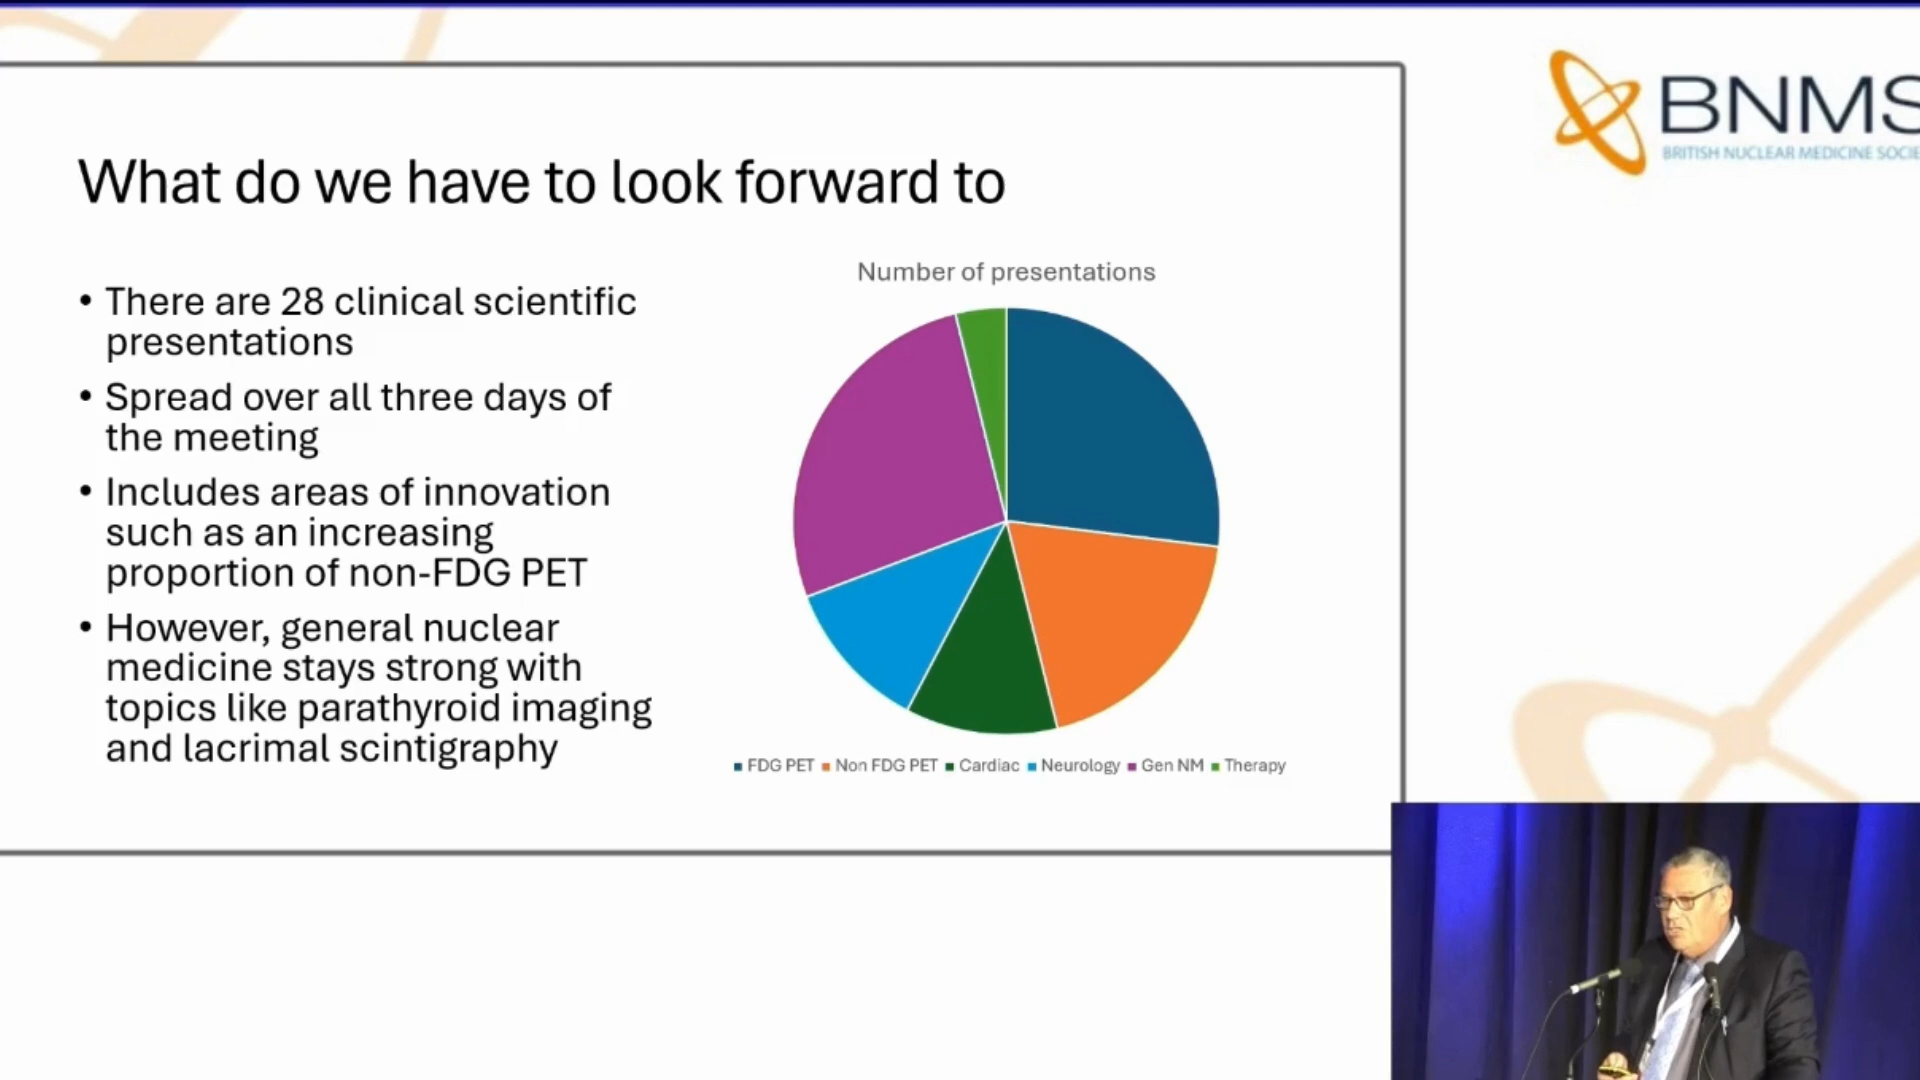 BNMS
BRITISH NUCLEAR MEDICINE SOCIE
What do we have to look forward to
• There are 28 clinical scientific
presentations
• Spread over all three days of
the meeting
• Includes areas of innovation
such as an increasing
proportion of non-FDG PET
• However, general nuclear
medicine stays strong with
topics like parathyroid imaging
and lacrimal scintigraphy
Number of presentations
FDG PET Non FDG PET Cardiac Neurology Gen NM Therapy